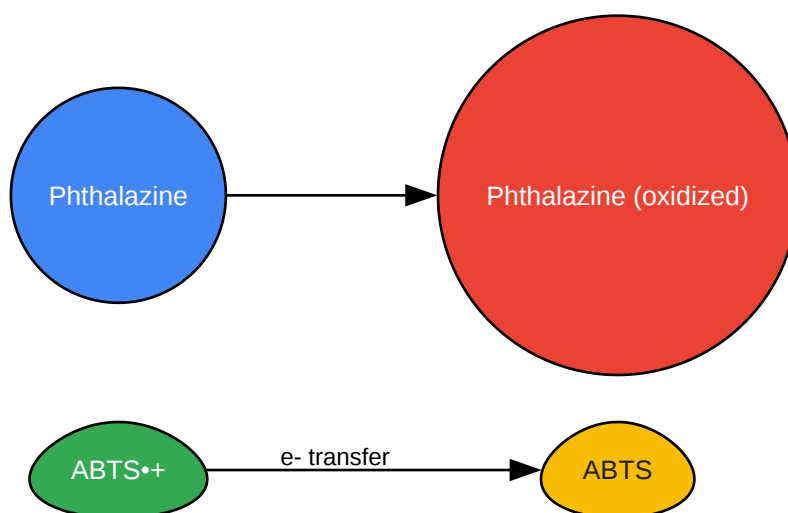 Phthalazine
Phthalazine (oxidized)
ABTS•+
e- transfer
ABTS